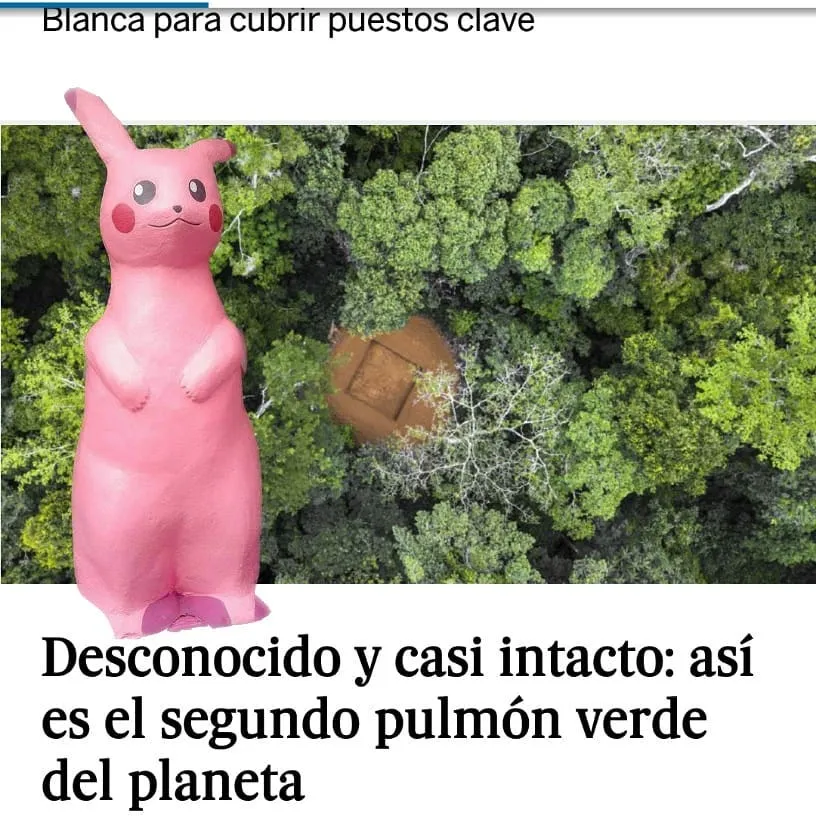 Blanca para cubrir puestos clave
Desconocido y casi intacto: así
es el segundo pulmón verde
del planeta